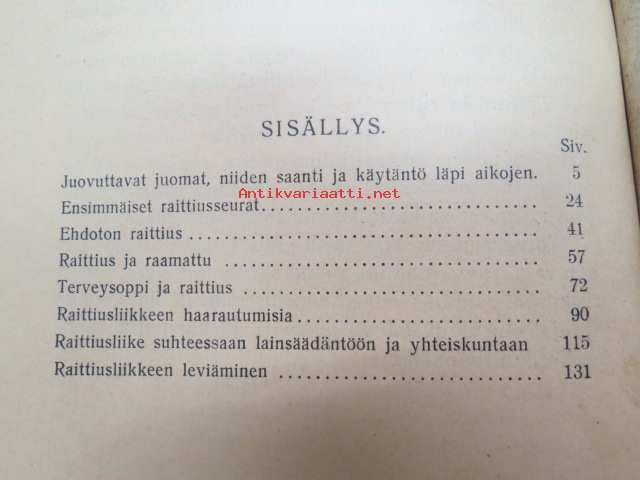 SISÄLLYS.
Siv.
Juovuttavat juomat, niiden saanti ja käytäntö läpi aikojen. 5
Antikvariaatti.net
Ensimmäiset raittiusseurat.............................. 24
Ehdoton raittius ........................................ 41
Raittius ja raamattu .................................... 57
Terveysoppi ja raittius ................................. 72
Raittiusliikkeen haarautumisia .......................... 90
Raittiusliike suhteessaan lainsäädäntöön ja yhteiskuntaan 115
Raittiusliikkeen leviäminen ............................. 131